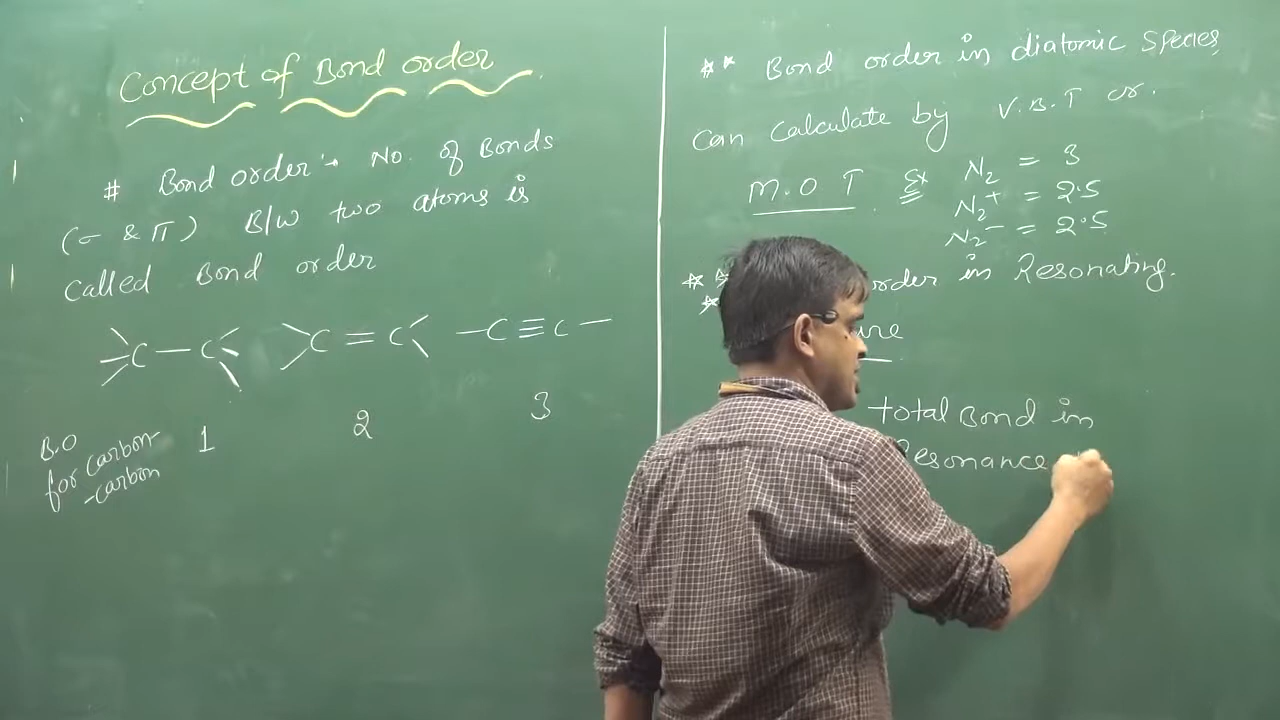 Concept of Bond order
# Bond order :- No. of Bonds
(σ & π) B/W two atoms is
called Bond order
C — C C = C — C ≡ C —
B.O
for carbon
-carbon
1 2 3
** Bond order in diatomic species
can calculate by V.B.T or.
M.O T Ex N2 = 3
N2+ = 2.5
N2- = 2.5
order in Resonating.
total Bond in
Resonance